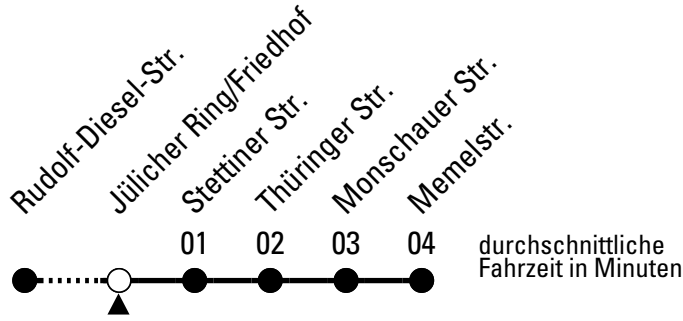 Rudolf-Diesel-Str.
Jülicher Ring/Friedhof
Stettiner Str.
Thüringer Str.
Monschauer Str.
Memelstr.
01 02 03 04
durchschnittliche
Fahrzeit in Minuten